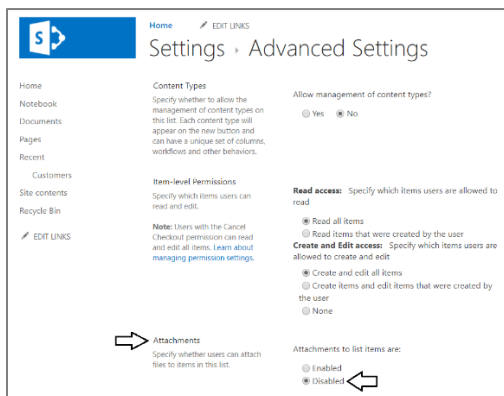 Home EDIT LINKS
Settings › Advanced Settings
Home
Notebook
Documents
Pages
Recent
Customers
Site contents
Recycle Bin
EDIT LINKS
Content Types
Specify whether to allow the
management of content types on
this list. Each content type will
appear on the new button and
can have a unique set of columns,
workflows and other behaviors.
Allow management of content types?
Yes No
Item-level Permissions
Specify which items users can
read and edit.
Note: Users with the Cancel
Checkout permission can read
and edit all items. Learn about
managing permission settings.
Read access: Specify which items users are allowed to
read
Read all items
Read items that were created by the user
Create and Edit access: Specify which items users are
allowed to create and edit
Create and edit all items
Create items and edit items that were created by
the user
None
Attachments
Specify whether users can attach
files to items in this list.
Attachments to list items are:
Enabled
Disabled
S